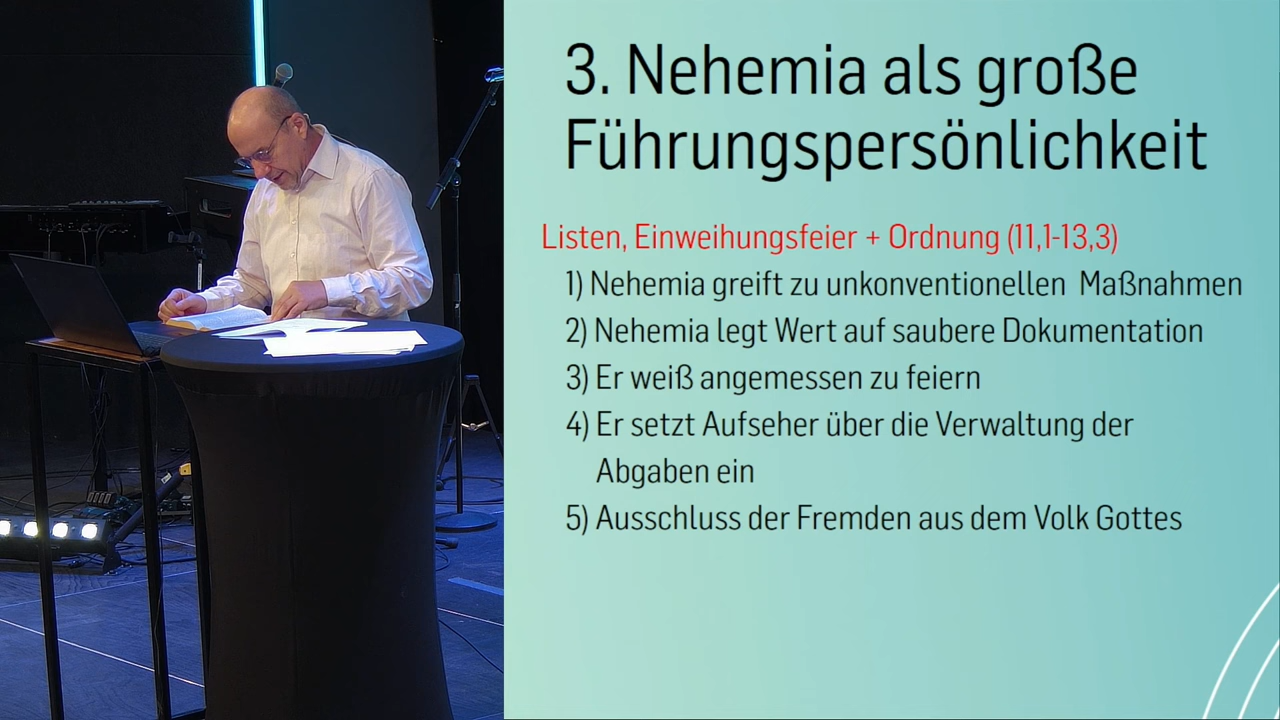 3. Nehemia als große
Führungspersönlichkeit
Listen, Einweihungsfeier + Ordnung (11,1-13,3)
1) Nehemia greift zu unkonventionellen Maßnahmen
2) Nehemia legt Wert auf saubere Dokumentation
3) Er weiß angemessen zu feiern
4) Er setzt Aufseher über die Verwaltung der
Abgaben ein
5) Ausschluss der Fremden aus dem Volk Gottes